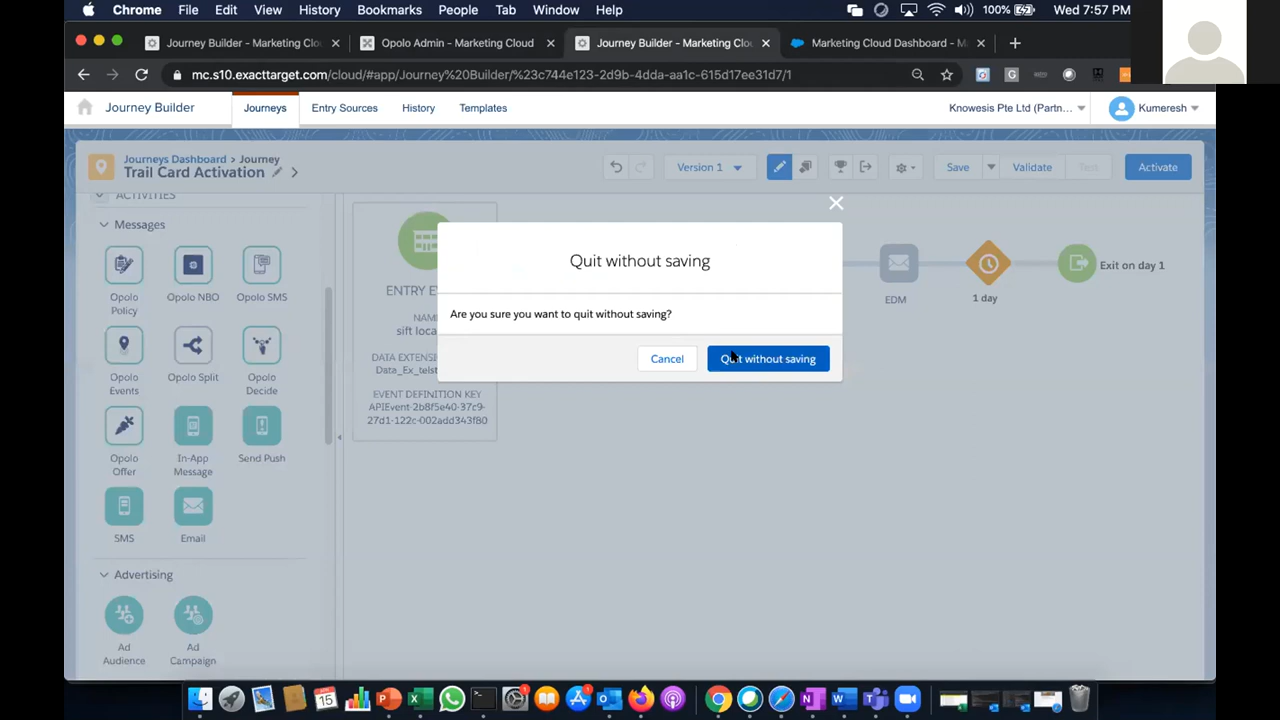 Chrome File Edit View History Bookmarks People Tab Window Help 100% Wed 7:57 PM
Journey Builder - Marketing Clo
Opolo Admin - Marketing Cloud
Journey Builder - Marketing Clo
Marketing Cloud Dashboard - M
mc.s10.exacttarget.com/cloud/#app/Journey%20Builder/%23c744e123-2d9b-4dda-aa1c-615d17ee31d7/1
Journey Builder Journeys Entry Sources History Templates Knowesis Pte Ltd (Partn... Kumeresh
Journeys Dashboard > Journey
Trail Card Activation
Version 1 Save Validate Test Activate
ACTIVITIES
Messages
Opolo Policy
Opolo NBO
Opolo SMS
Opolo Events
Opolo Split
Opolo Decide
Opolo Offer
In-App Message
Send Push
SMS
Email
Advertising
Ad Audience
Ad Campaign
ENTRY E
NAM
sift loca
DATA EXTENS
Data_Ex_telst
EVENT DEFINITION KEY
APIEvent-2b8f5e40-37c9-
27d1-122c-002add343f80
Quit without saving
Are you sure you want to quit without saving?
Cancel
Quit without saving
EDM
1 day
Exit on day 1
15